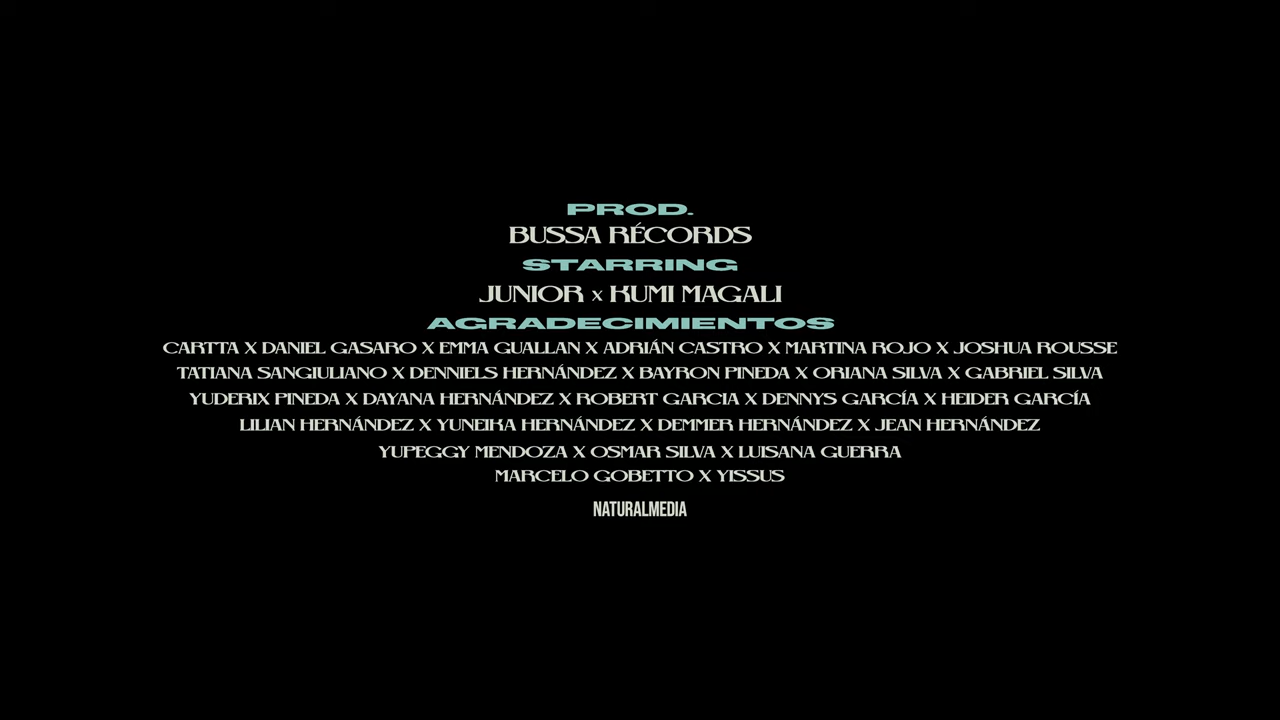 PROD.
BUSSA RÉCORDS
STARRING
JUNIOR x KUMI MAGALI
AGRADECIMIENTOS
CARTTA X DANIEL GASARO X EMMA GUALLAN X ADRIÁN CASTRO X MARTINA ROJO X JOSHUA ROUSSE
TATIANA SANGIULIANO X DENNIELS HERNÁNDEZ X BAYRON PINEDA X ORIANA SILVA X GABRIEL SILVA
YUDERIX PINEDA X DAYANA HERNÁNDEZ X ROBERT GARCIA X DENNYS GARCÍA X HEIDER GARCÍA
LILIAN HERNÁNDEZ X YUNEIKA HERNÁNDEZ X DEMMER HERNÁNDEZ X JEAN HERNÁNDEZ
YUPEGGY MENDOZA X OSMAR SILVA X LUISANA GUERRA
MARCELO GOBETTO X YISSUS
NATURALMEDIA